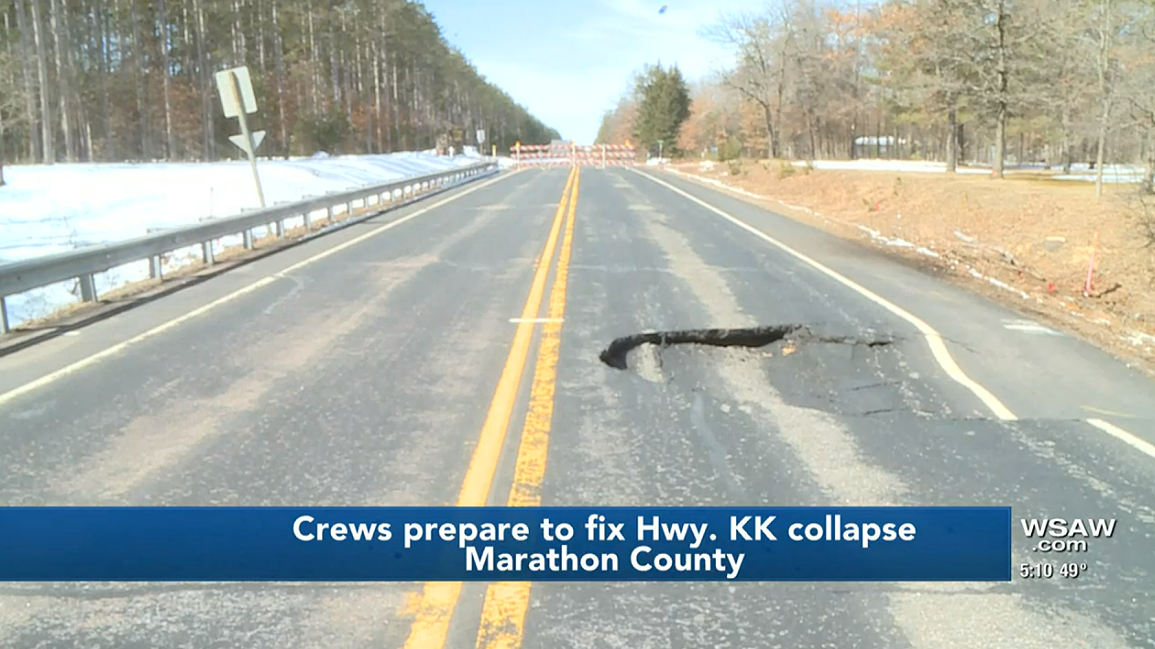 Crews prepare to fix Hwy. KK collapse
Marathon County
WSAW
.com
5:10 49°